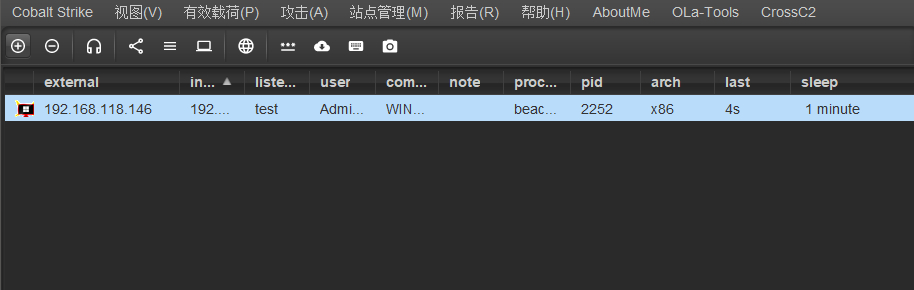 Cobalt Strike 视图(V) 有效载荷(P) 攻击(A) 站点管理(M) 报告(R) 帮助(H) AboutMe OLa-Tools CrossC2
external in... liste... user com... note proc... pid arch last sleep
192.168.118.146 192.... test Admi... WIN... beac... 2252 x86 4s 1 minute